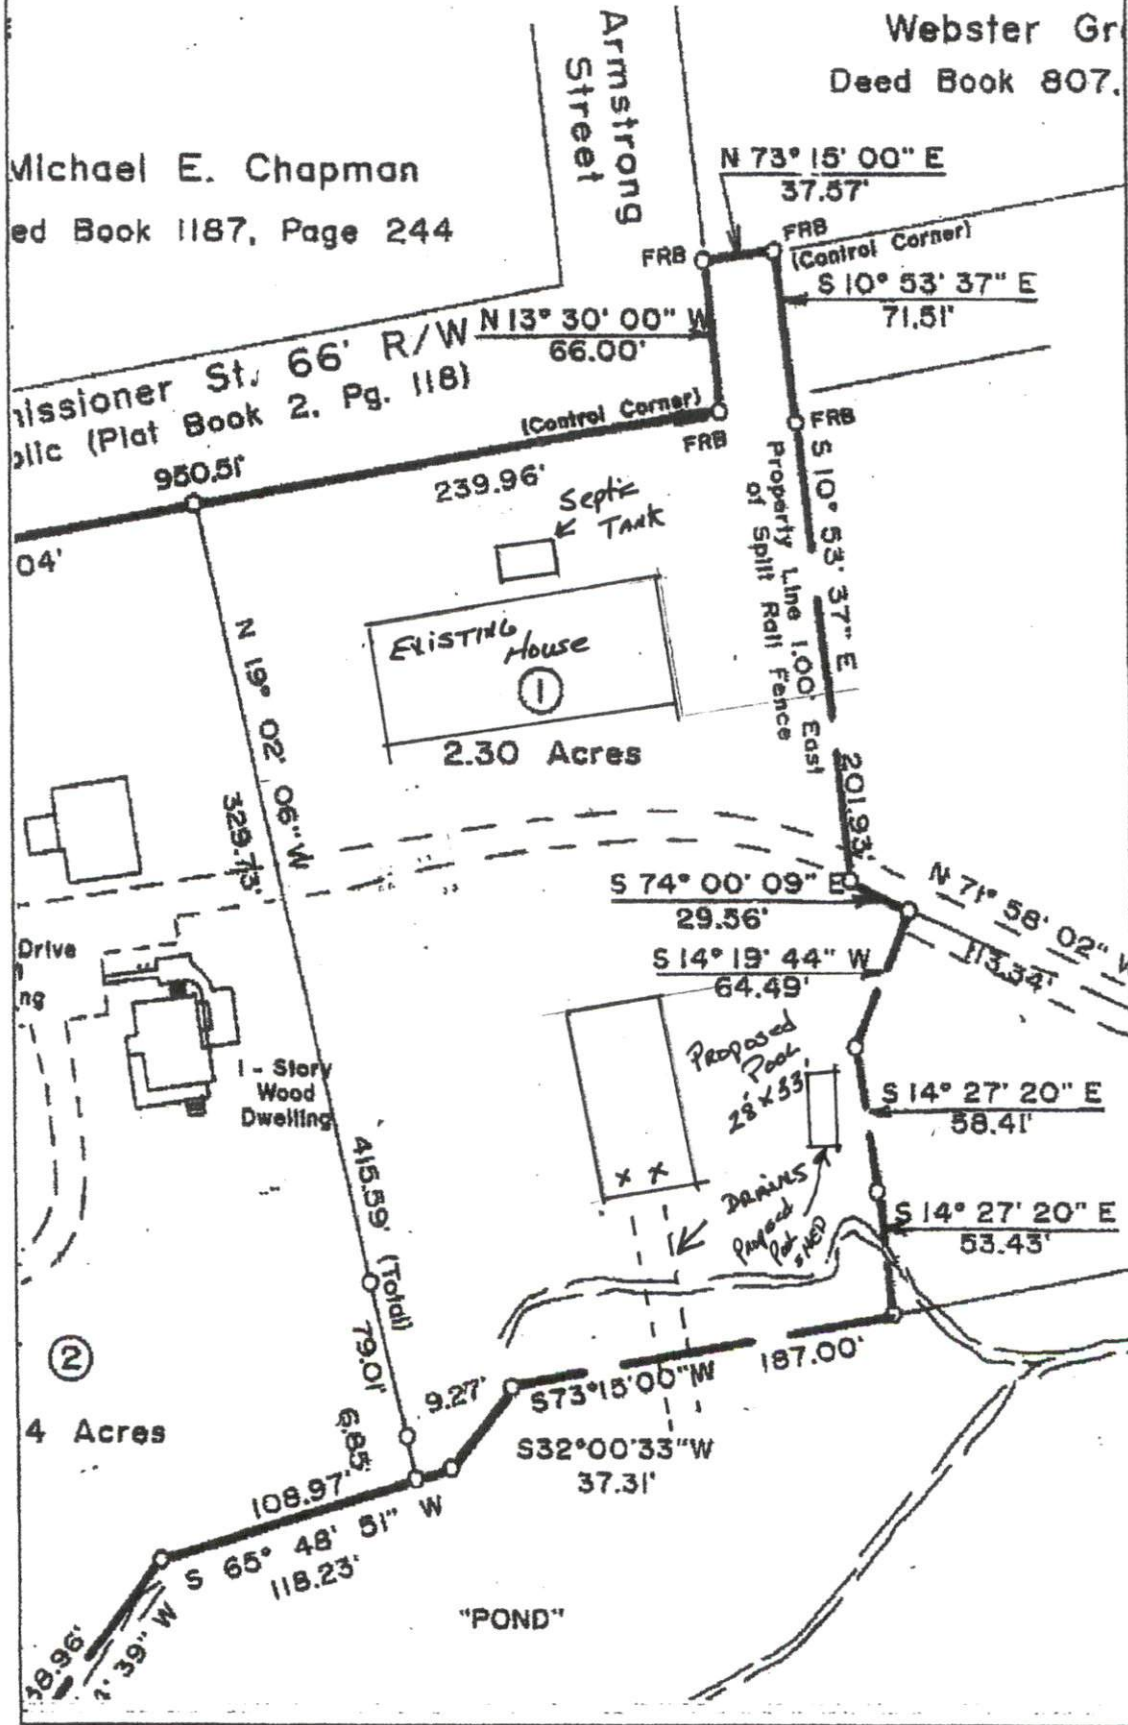 Webster Gr
Deed Book 807.
Armstrong
Street
Michael E. Chapman
ed Book 1187, Page 244
N 73° 15' 00" E
37.57'
FRB
FRB
(Control Corner)
S 10° 53' 37" E
71.51'
N 13° 30' 00" W
66.00'
issioner St. 66' R/W
blic (Plat Book 2. Pg. 118)
(Control Corner)
FRB
FRB
950.51'
239.96'
04'
Septic
Tank
S 10° 53' 37" E
201.93'
Property Line 1.00' East
of Split Rail Fence
Existing
House
1
2.30 Acres
N 19° 02' 06" W
329.73'
S 74° 00' 09" E
29.56'
N 71° 58' 02" W
113.34'
S 14° 19' 44" W
64.49'
Drive
ng
Proposed
Pool
28'x53'
1 - Story
Wood
Dwelling
S 14° 27' 20" E
58.41'
x x
Drains
Proposed
Pool
Shed
S 14° 27' 20" E
53.43'
415.59' (Total)
79.01'
6.85'
2
4 Acres
9.27'
S73°15'00"W
187.00'
S32°00'33"W
37.31'
108.97'
S 65° 48' 51" W
118.23'
"POND"
38.96'
2' 39" W